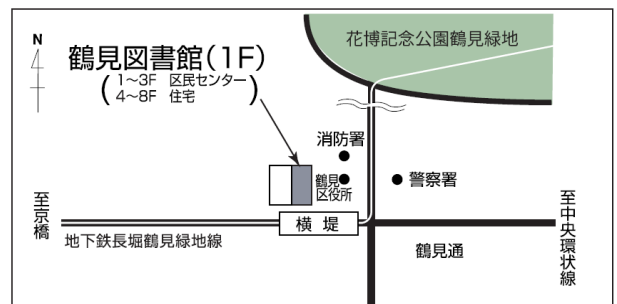 N
花博記念公園鶴見緑地
鶴見図書館(1F)
(1~3F 区民センター
4~8F 住宅)
消防署
鶴見
区役所
警察署
至京橋
横堤
至中央環状線
地下鉄長堀鶴見緑地線
鶴見通